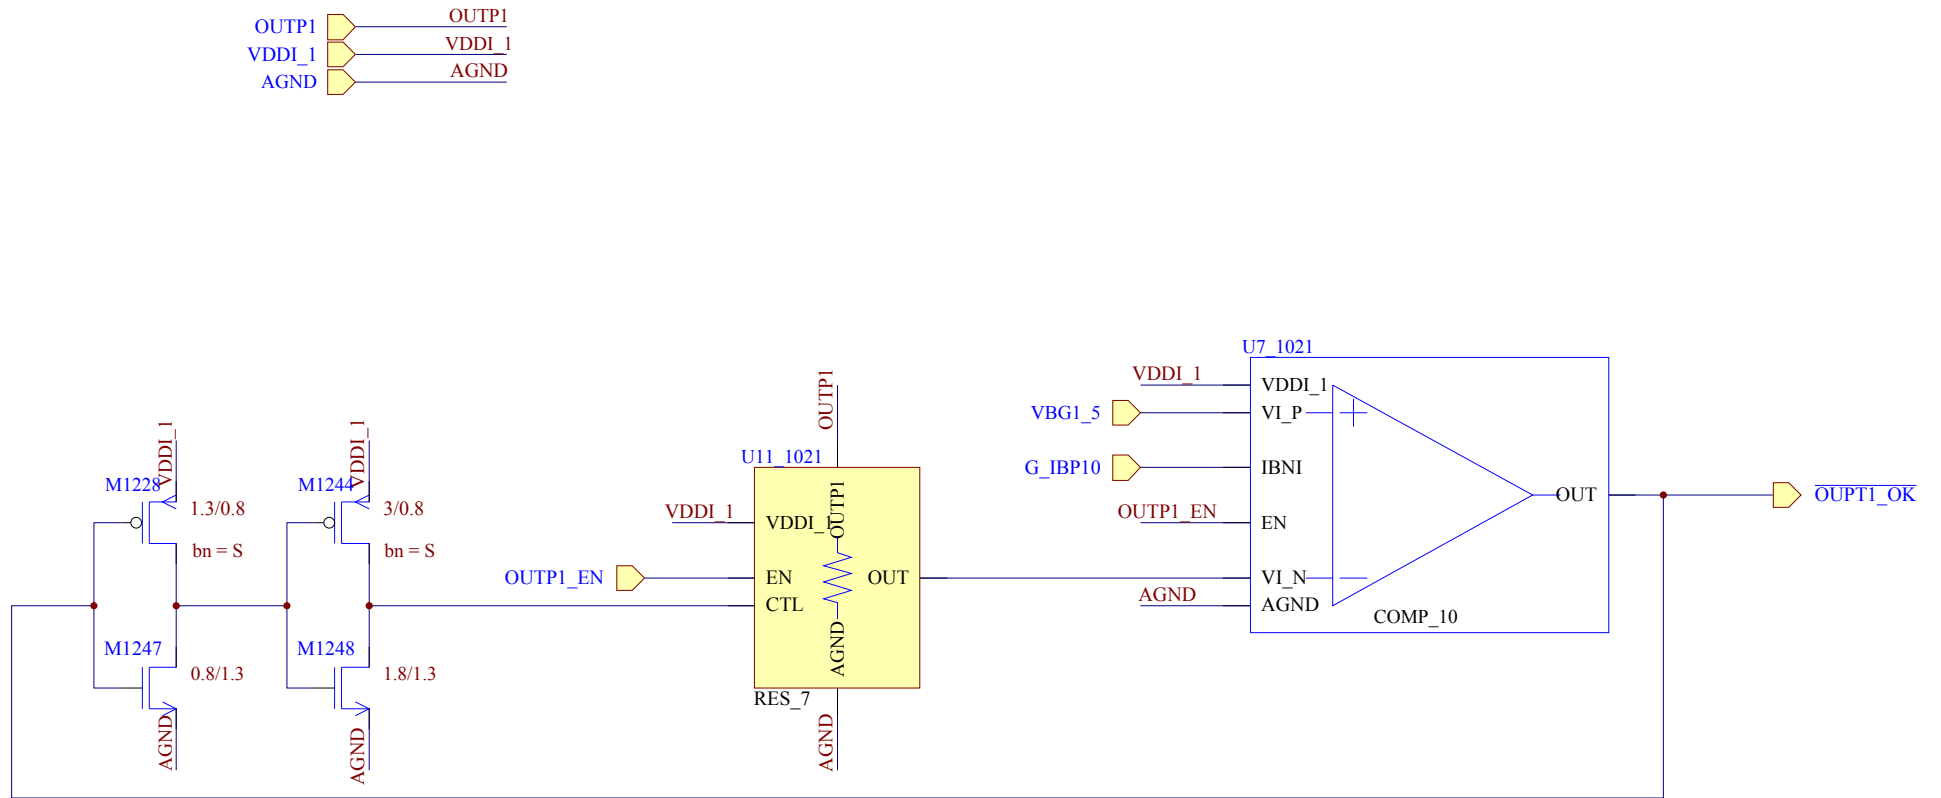 OUTP1 OUTP1
VDDI_1 VDDI_1
AGND AGND
U7_1021
VDDI_1 VDDI_1
VBG1_5 VI_P
G_IBP10 IBNI
OUTP1_EN EN
VI_N
AGND AGND
OUT
COMP_10
OUPT1_OK
OUTP1
U11_1021
VDDI_1 VDDI_1
OUTP1
OUTP1_EN EN
CTL
OUT
AGND
RES_7
AGND
VDDI_1
M1228
1.3/0.8
bn = S
M1247
0.8/1.3
AGND
VDDI_1
M1244
3/0.8
bn = S
M1248
1.8/1.3
AGND